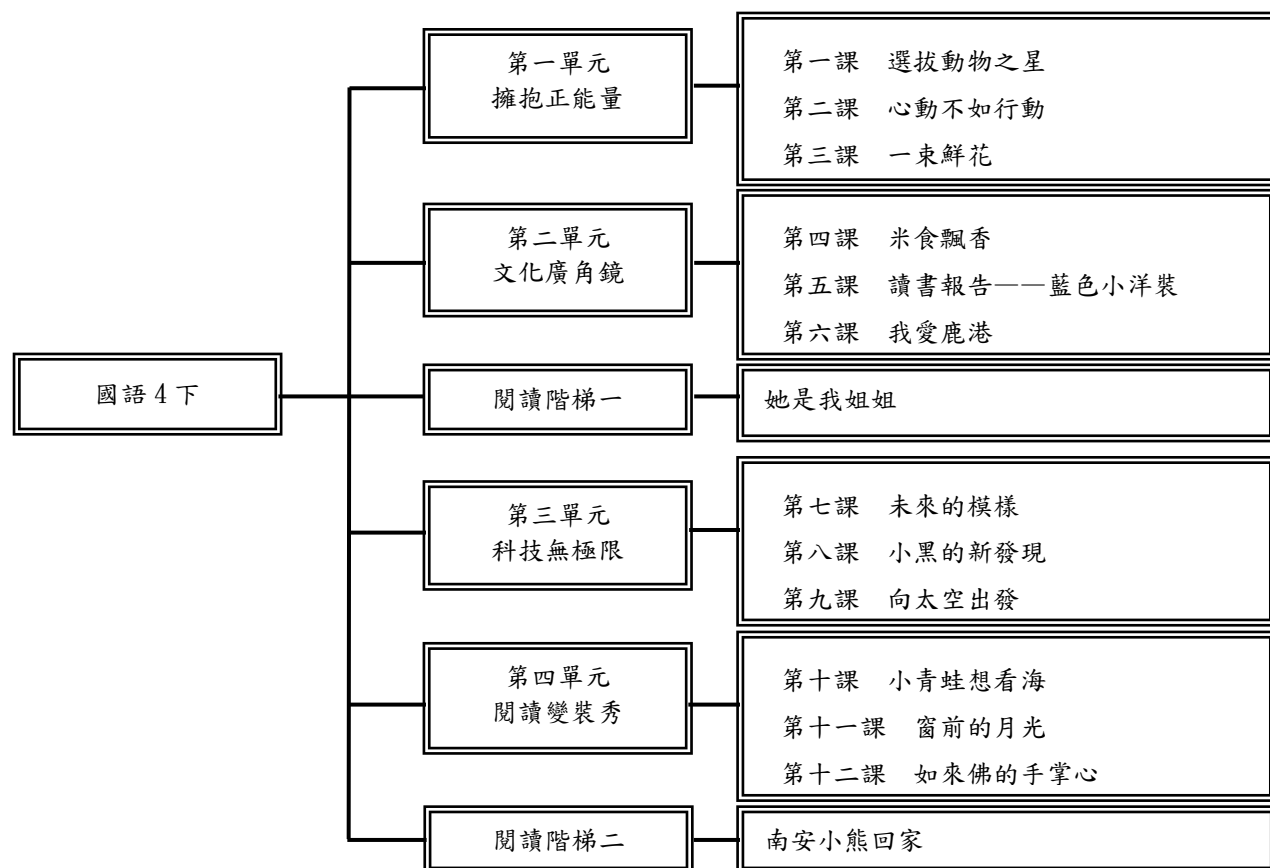 國語4下
第一單元
擁抱正能量
第一課　選拔動物之星
第二課　心動不如行動
第三課　一束鮮花
第二單元
文化廣角鏡
第四課　米食飄香
第五課　讀書報告——藍色小洋裝
第六課　我愛鹿港
閱讀階梯一
她是我姐姐
第三單元
科技無極限
第七課　未來的模樣
第八課　小黑的新發現
第九課　向太空出發
第四單元
閱讀變裝秀
第十課　小青蛙想看海
第十一課　窗前的月光
第十二課　如來佛的手掌心
閱讀階梯二
南安小熊回家